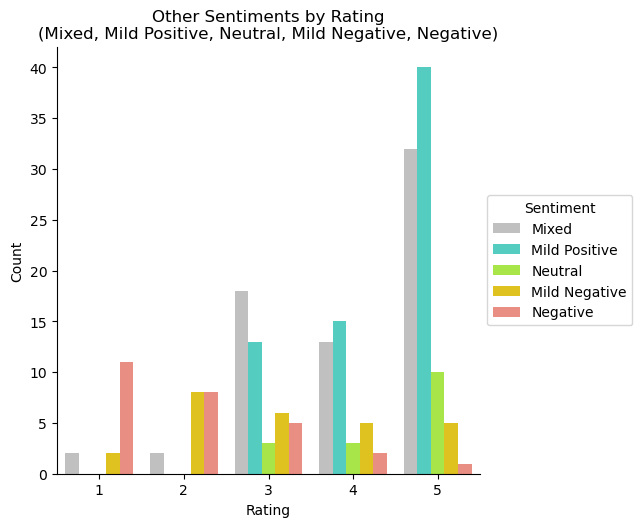 Other Sentiments by Rating
(Mixed, Mild Positive, Neutral, Mild Negative, Negative)
40
35
30
25
20
15
10
5
0
Count
1 2 3 4 5
Rating
Sentiment
Mixed
Mild Positive
Neutral
Mild Negative
Negative